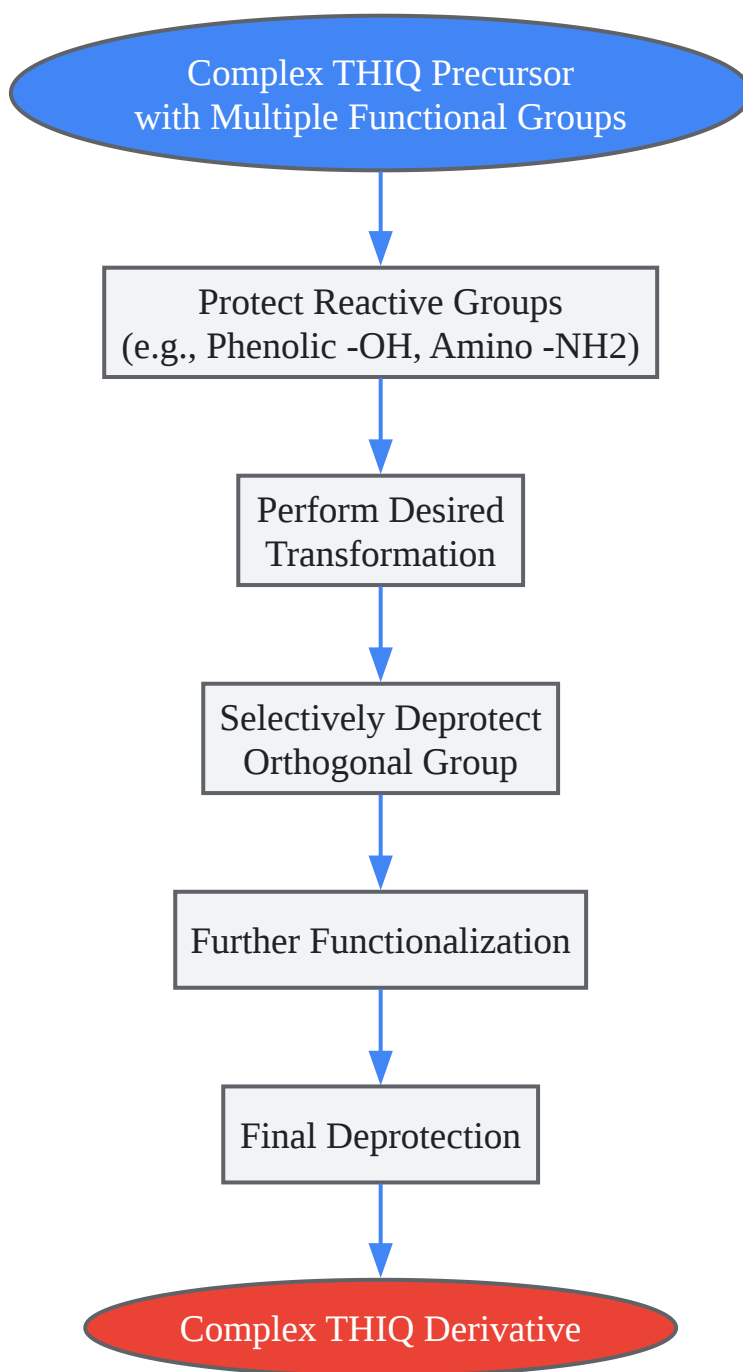 Complex THIQ Precursor
with Multiple Functional Groups
Protect Reactive Groups
(e.g., Phenolic -OH, Amino -NH2)
Perform Desired
Transformation
Selectively Deprotect
Orthogonal Group
Further Functionalization
Final Deprotection
Complex THIQ Derivative